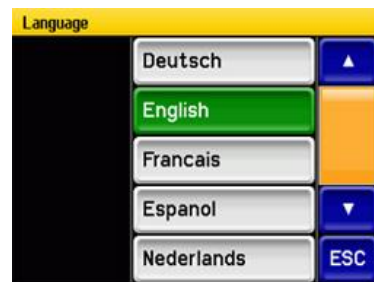 Language
Deutsch
English
Francais
Espanol
Nederlands
ESC